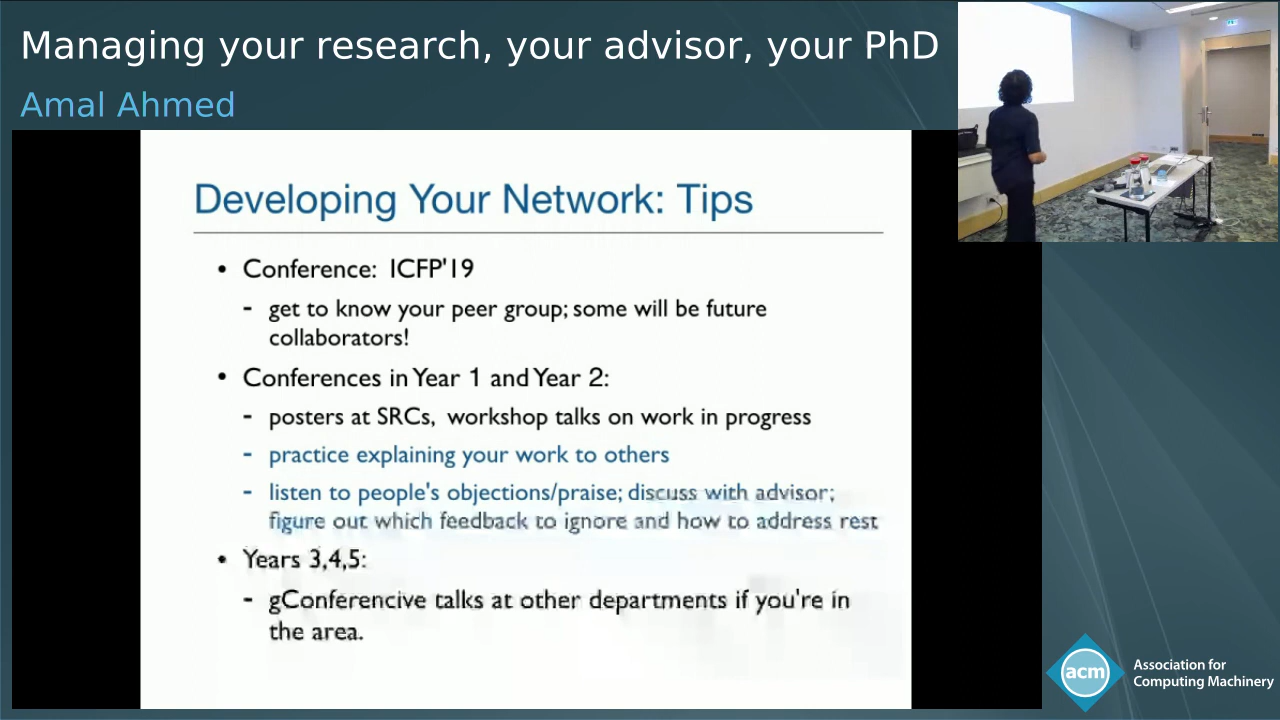 Managing your research, your advisor, your PhD
Amal Ahmed
Developing Your Network: Tips
• Conference: ICFP'19
- get to know your peer group; some will be future
collaborators!
• Conferences in Year 1 and Year 2:
- posters at SRCs, workshop talks on work in progress
- practice explaining your work to others
- listen to people's objections/praise; discuss with advisor;
figure out which feedback to ignore and how to address rest
• Years 3,4,5:
- gConferencive talks at other departments if you're in
the area.
acm
Association for
Computing Machinery